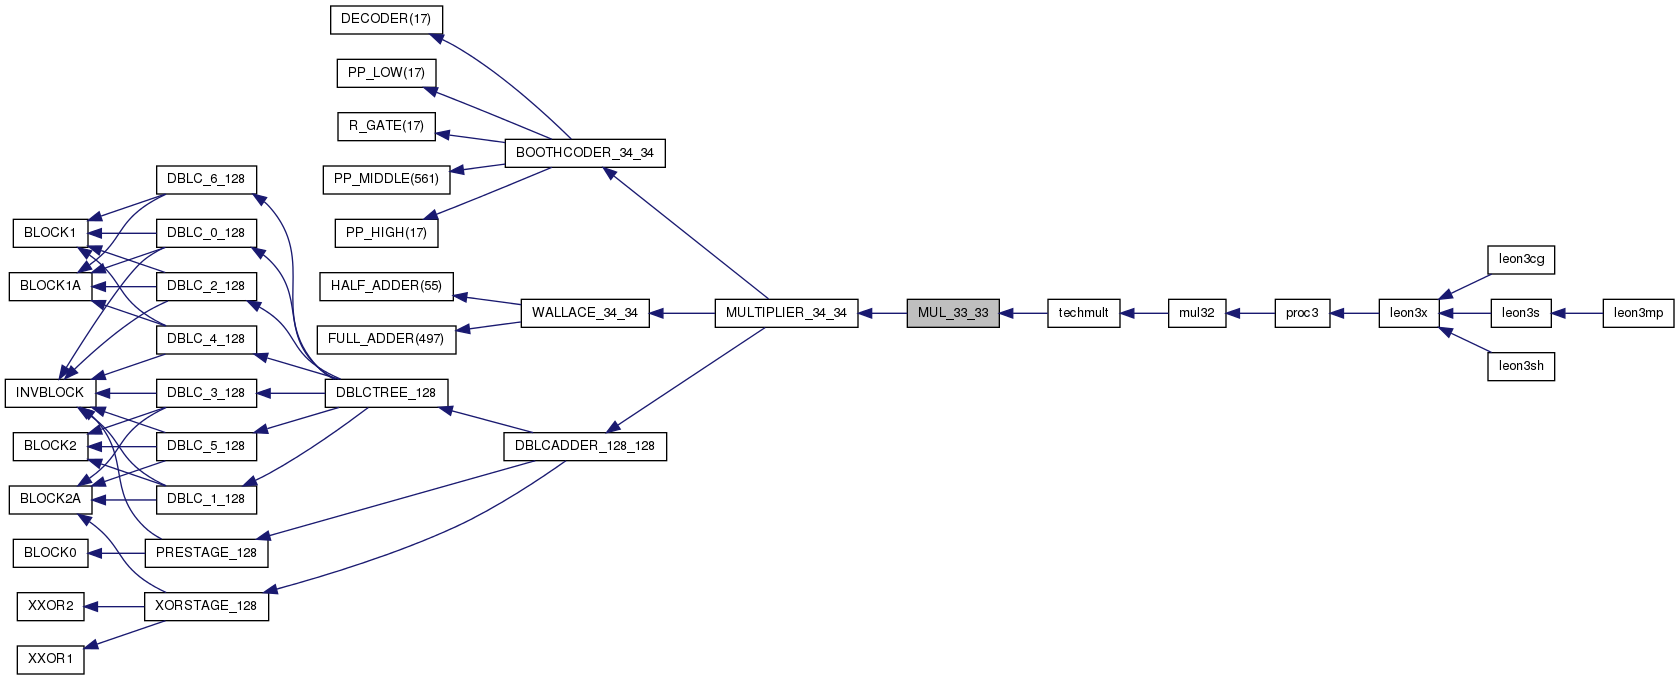 DECODER(17)
PP_LOW(17)
R_GATE(17)
BOOTHCODER_34_34
PP_MIDDLE(561)
PP_HIGH(17)
DBLC_6_128
BLOCK1
DBLC_0_128
BLOCK1A
DBLC_2_128
HALF_ADDER(55)
WALLACE_34_34
FULL_ADDER(497)
DBLC_4_128
MULTIPLIER_34_34
MUL_33_33
techmult
mul32
proc3
leon3x
leon3cg
leon3s
leon3mp
leon3sh
INVBLOCK
DBLC_3_128
DBLCTREE_128
BLOCK2
DBLC_5_128
DBLCADDER_128_128
BLOCK2A
DBLC_1_128
BLOCK0
PRESTAGE_128
XXOR2
XORSTAGE_128
XXOR1